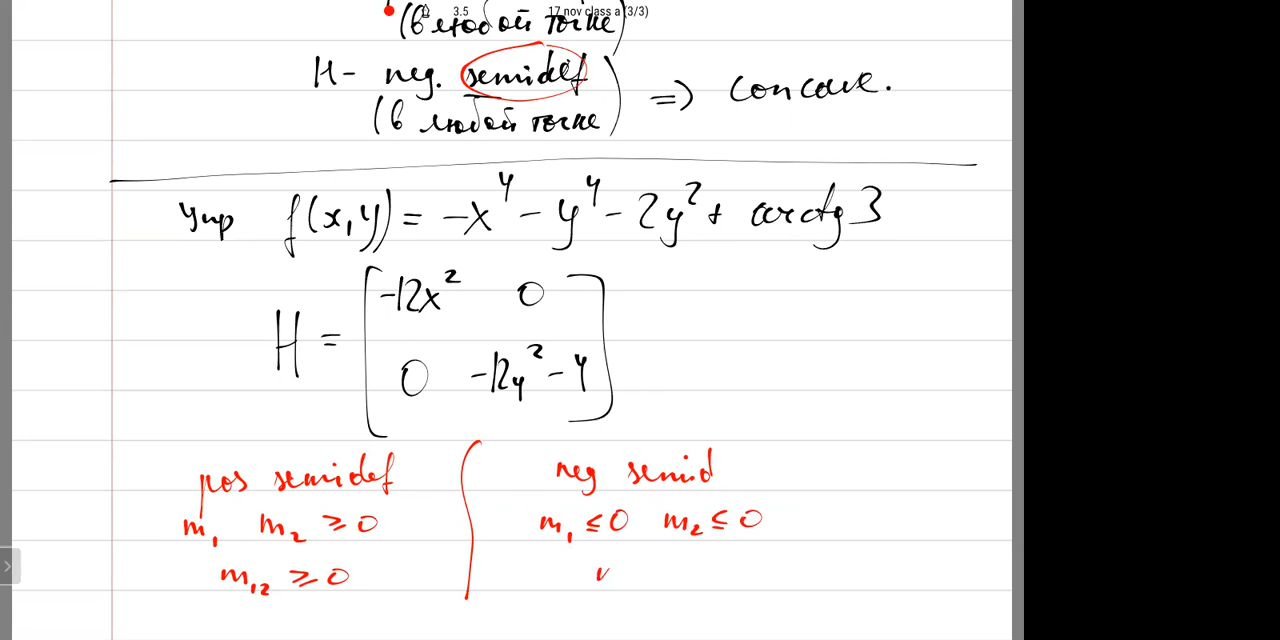 3.5 17 nov class a (3/3)
(в любой точке)
H - neg. semidef
(в любой точке) => concave.
Упр f(x,y) = -x⁴ - y⁴ - 2y² + arctg 3
H = [ -12x² 0
0 -12y² - 4 ]
pos semidef
neg semid
m₁ m₂ ≥ 0
m₁ ≤ 0 m₂ ≤ 0
m₁₂ ≥ 0